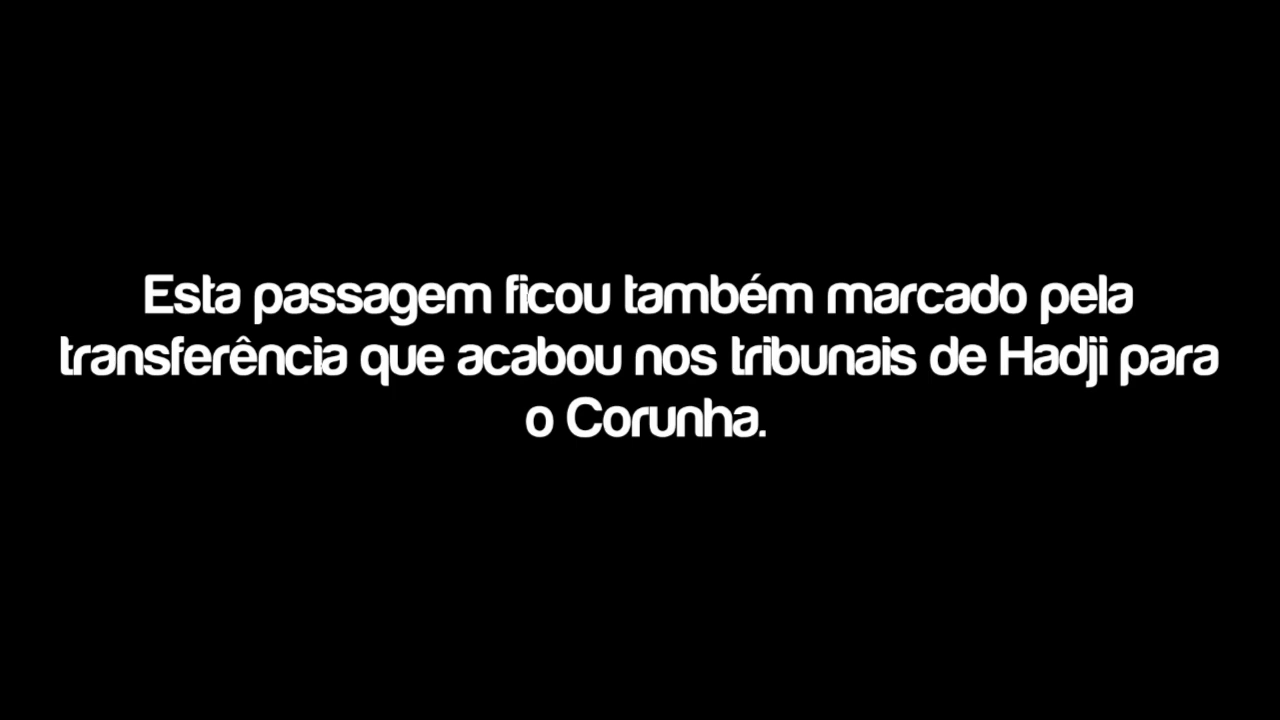 Esta passagem ficou também marcado pela
transferência que acabou nos tribunais de Hadji para
o Corunha.